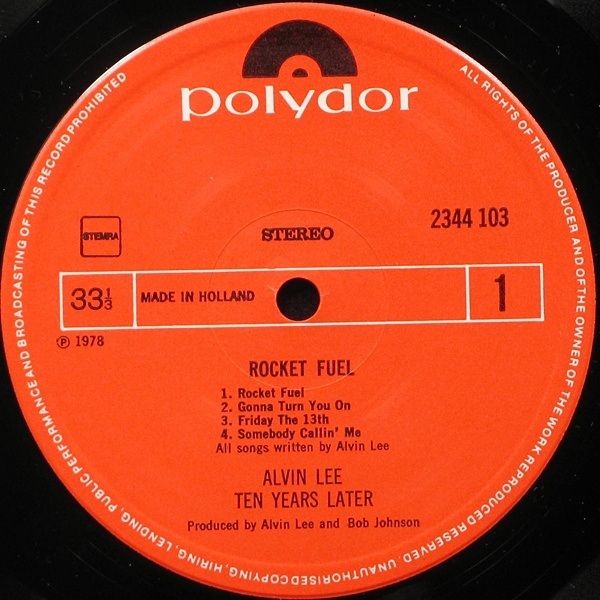 polydor
ALL RIGHTS OF THE PRODUCER AND OF THE OWNER OF THE WORK REPRODUCED RESERVED. UNAUTHORISED COPYING, HIRING, LENDING, PUBLIC PERFORMANCE AND BROADCASTING OF THIS RECORD PROHIBITED
STEMRA
STEREO
2344 103
33 1/3
MADE IN HOLLAND
1
℗ 1978
ROCKET FUEL
1. Rocket Fuel
2. Gonna Turn You On
3. Friday The 13th
4. Somebody Callin' Me
All songs written by Alvin Lee
ALVIN LEE
TEN YEARS LATER
Produced by Alvin Lee and Bob Johnson